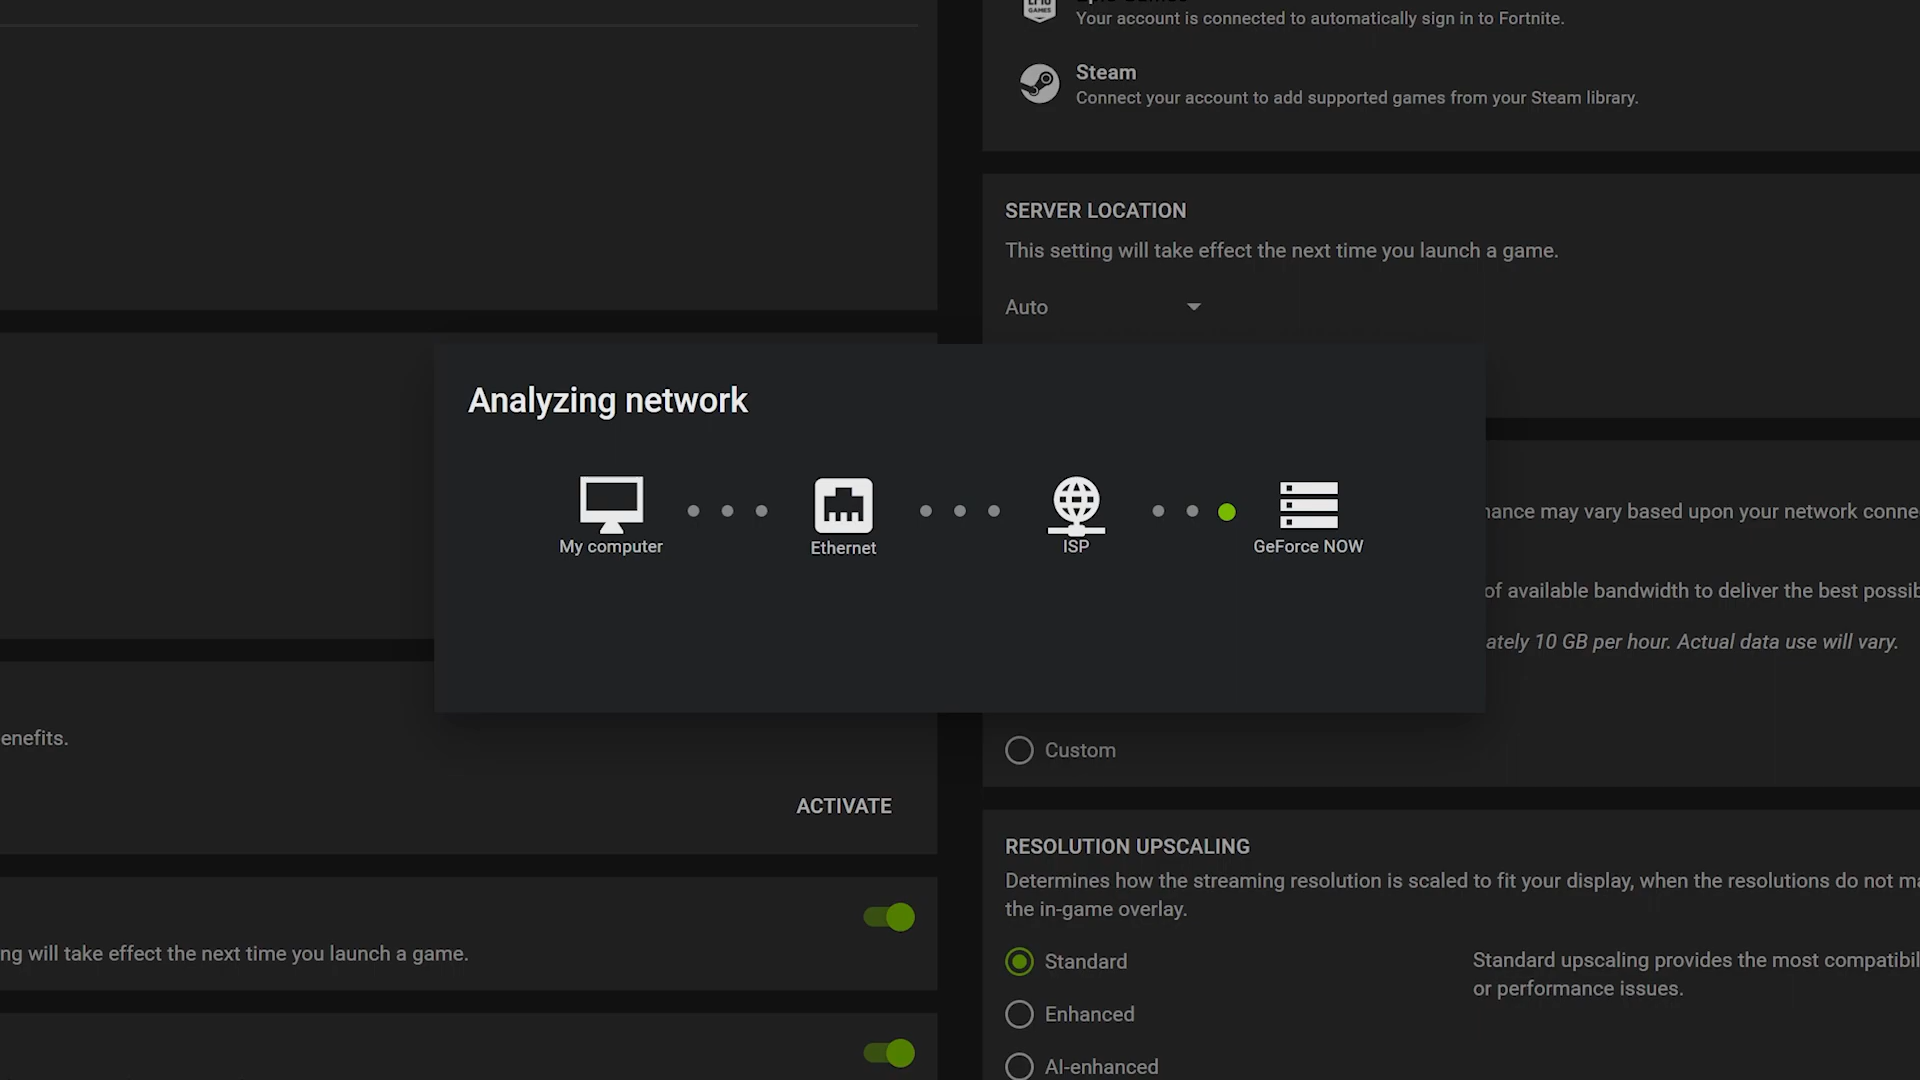 GAMES
Your account is connected to automatically sign in to Fortnite.
Steam
Connect your account to add supported games from your Steam library.
SERVER LOCATION
This setting will take effect the next time you launch a game.
Auto
Analyzing network
My computer
Ethernet
ISP
GeForce NOW
mance may vary based upon your network conne
of available bandwidth to deliver the best possib
ately 10 GB per hour. Actual data use will vary.
enefits.
ACTIVATE
Custom
RESOLUTION UPSCALING
Determines how the streaming resolution is scaled to fit your display, when the resolutions do not ma
the in-game overlay.
ng will take effect the next time you launch a game.
Standard
Standard upscaling provides the most compatibil
or performance issues.
Enhanced
AI-enhanced